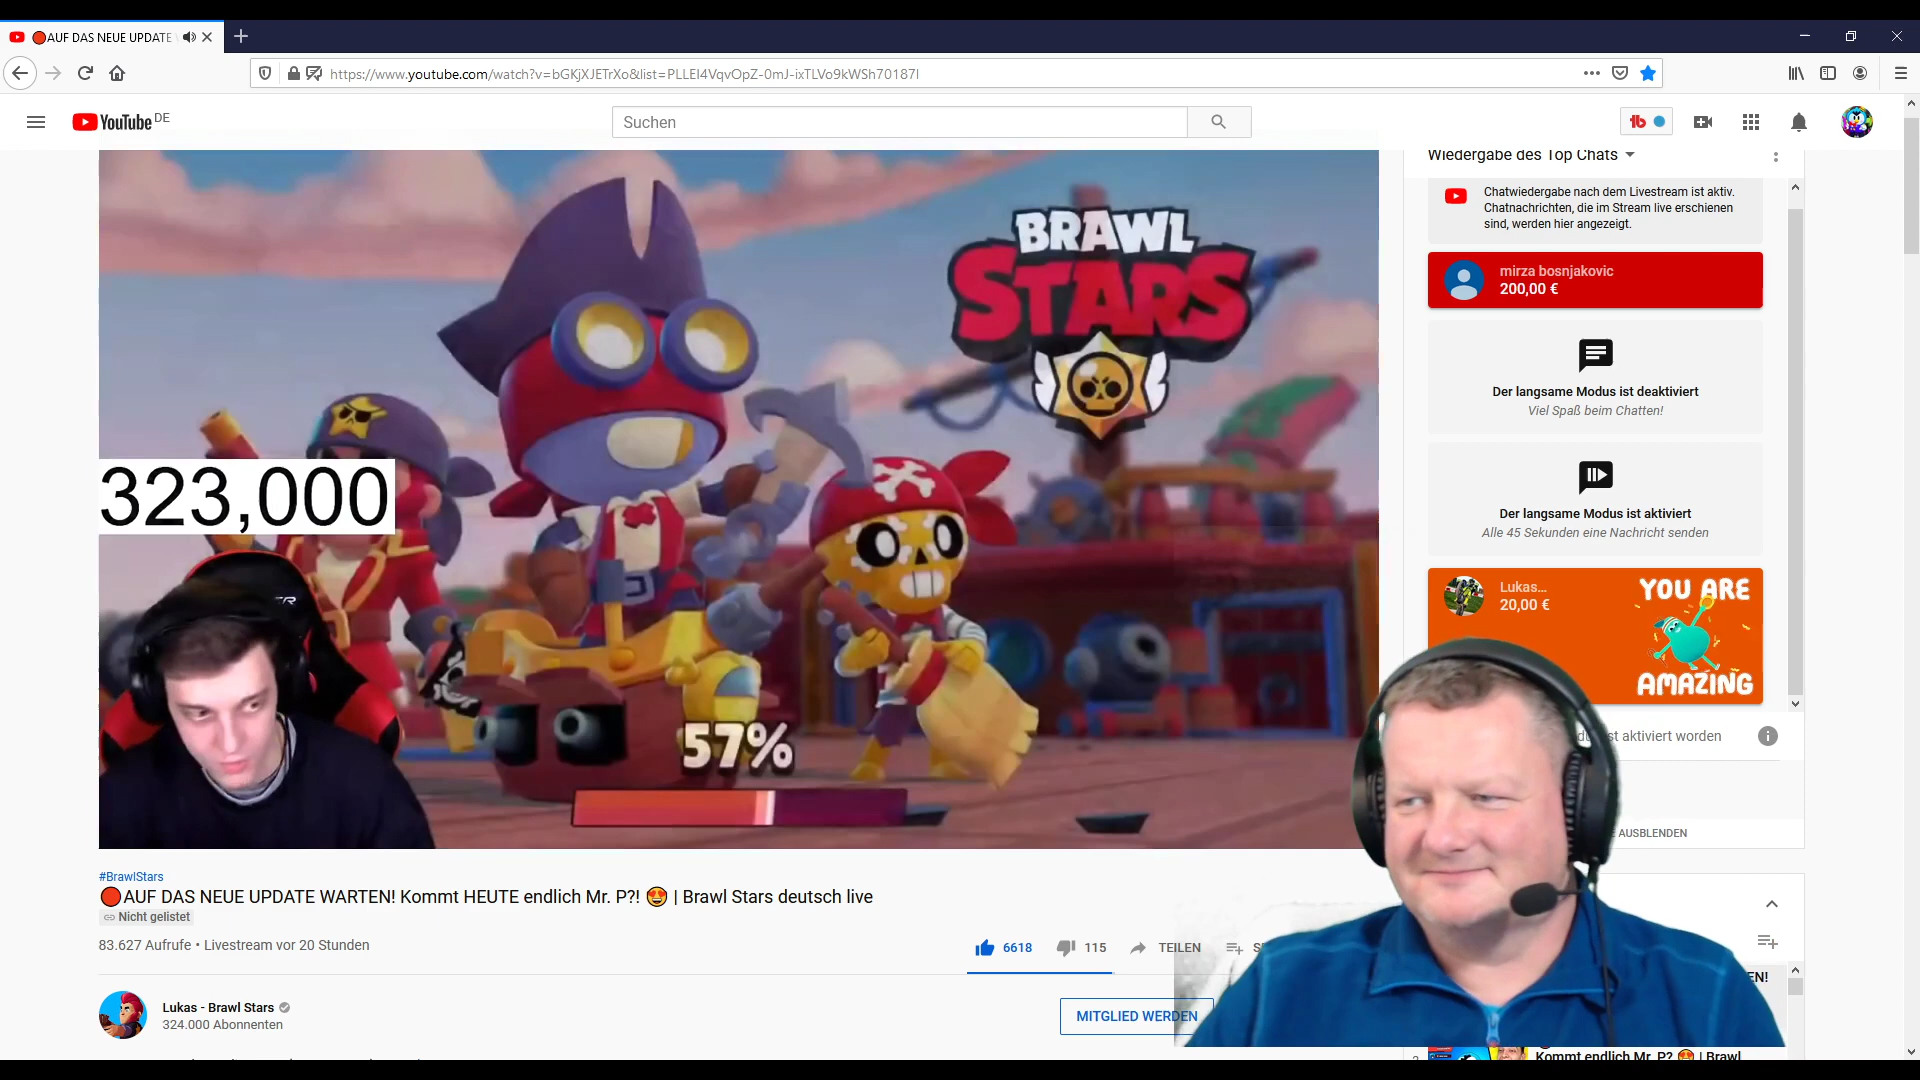 AUF DAS NEUE UPDATE
https://www.youtube.com/watch?v=bGKjXJETrXo&list=PLLEI4VqvOpZ-0mJ-ixTLVo9kWSh70187l
YouTube DE
Suchen
Wiedergabe des Top Chats
Chatwiedergabe nach dem Livestream ist aktiv.
Chatnachrichten, die im Stream live erschienen
sind, werden hier angezeigt.
mirza bosnjakovic
200,00 €
Der langsame Modus ist deaktiviert
Viel Spaß beim Chatten!
Der langsame Modus ist aktiviert
Alle 45 Sekunden eine Nachricht senden
Lukas...
20,00 €
YOU ARE
AMAZING
st aktiviert worden
AUSBLENDEN
BRAWL
STARS
323,000
57%
#BrawlStars
AUF DAS NEUE UPDATE WARTEN! Kommt HEUTE endlich Mr. P?! 🤩 | Brawl Stars deutsch live
Nicht gelistet
83.627 Aufrufe • Livestream vor 20 Stunden
6618
115
TEILEN
Lukas - Brawl Stars
324.000 Abonnenten
MITGLIED WERDEN
EN!
Kommt endlich Mr. P? 🤩 | Brawl